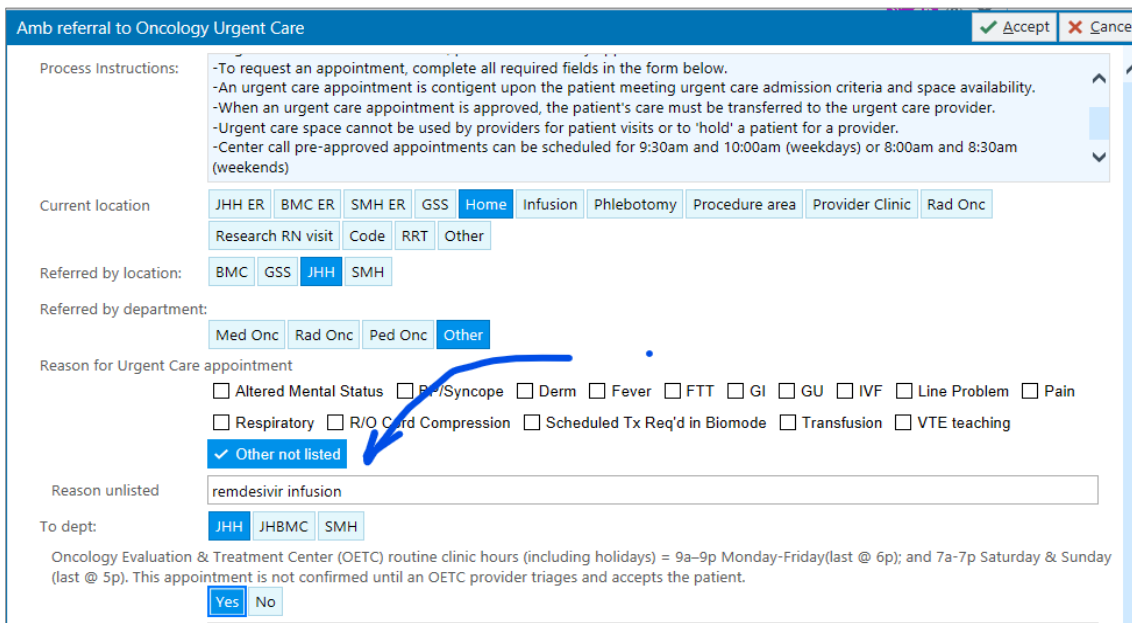 Amb referral to Oncology Urgent Care
Accept
Cance
Process Instructions:
-To request an appointment, complete all required fields in the form below.
-An urgent care appointment is contigent upon the patient meeting urgent care admission criteria and space availability.
-When an urgent care appointment is approved, the patient's care must be transferred to the urgent care provider.
-Urgent care space cannot be used by providers for patient visits or to 'hold' a patient for a provider.
-Center call pre-approved appointments can be scheduled for 9:30am and 10:00am (weekdays) or 8:00am and 8:30am
(weekends)
Current location JHH ER BMC ER SMH ER GSS Home Infusion Phlebotomy Procedure area Provider Clinic Rad Onc
Research RN visit Code RRT Other
Referred by location: BMC GSS JHH SMH
Referred by department:
Med Onc Rad Onc Ped Onc Other
Reason for Urgent Care appointment
Altered Mental Status BP/Syncope Derm Fever FTT GI GU IVF Line Problem Pain
Respiratory R/O Cord Compression Scheduled Tx Req'd in Biomode Transfusion VTE teaching
Other not listed
Reason unlisted remdesivir infusion
To dept: JHH JHBMC SMH
Oncology Evaluation & Treatment Center (OETC) routine clinic hours (including holidays) = 9a–9p Monday-Friday(last @ 6p); and 7a-7p Saturday & Sunday
(last @ 5p). This appointment is not confirmed until an OETC provider triages and accepts the patient.
Yes No